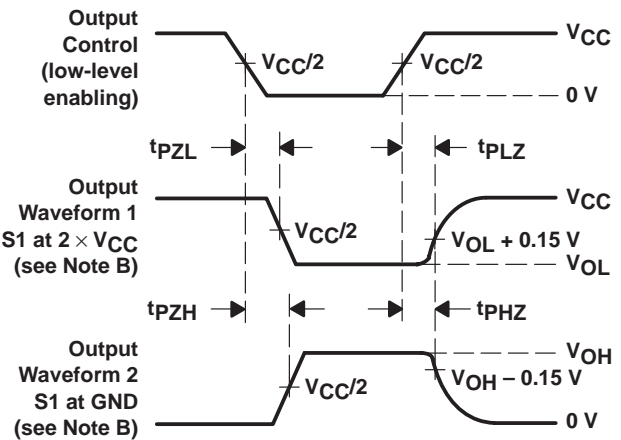 Output
Control
(low-level
enabling)
VCC
VCC/2
VCC/2
0 V
tPZL
tPLZ
Output
Waveform 1
S1 at 2 × VCC
(see Note B)
VCC
VCC/2
VOL + 0.15 V
VOL
tPZH
tPHZ
Output
Waveform 2
S1 at GND
(see Note B)
VOH
VCC/2
VOH – 0.15 V
0 V